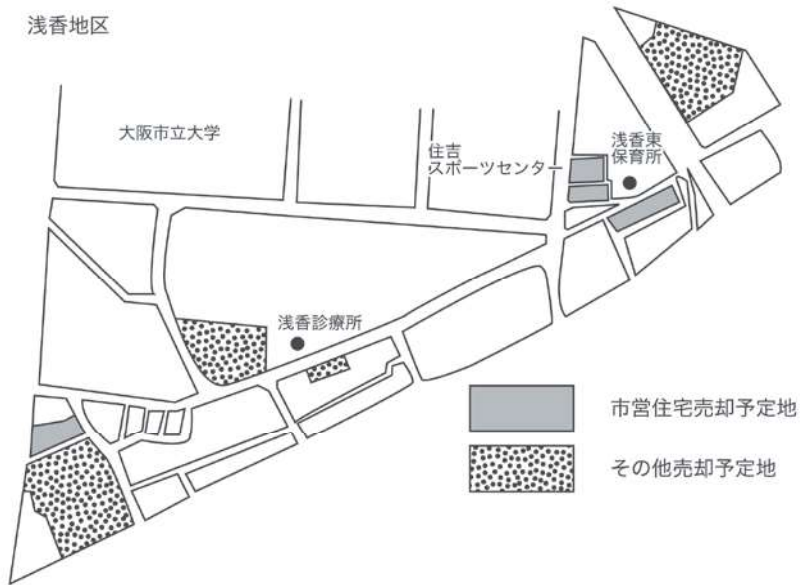 浅香地区
大阪市立大学
住吉
スポーツセンター
浅香東
保育所
浅香診療所
市営住宅売却予定地
その他売却予定地